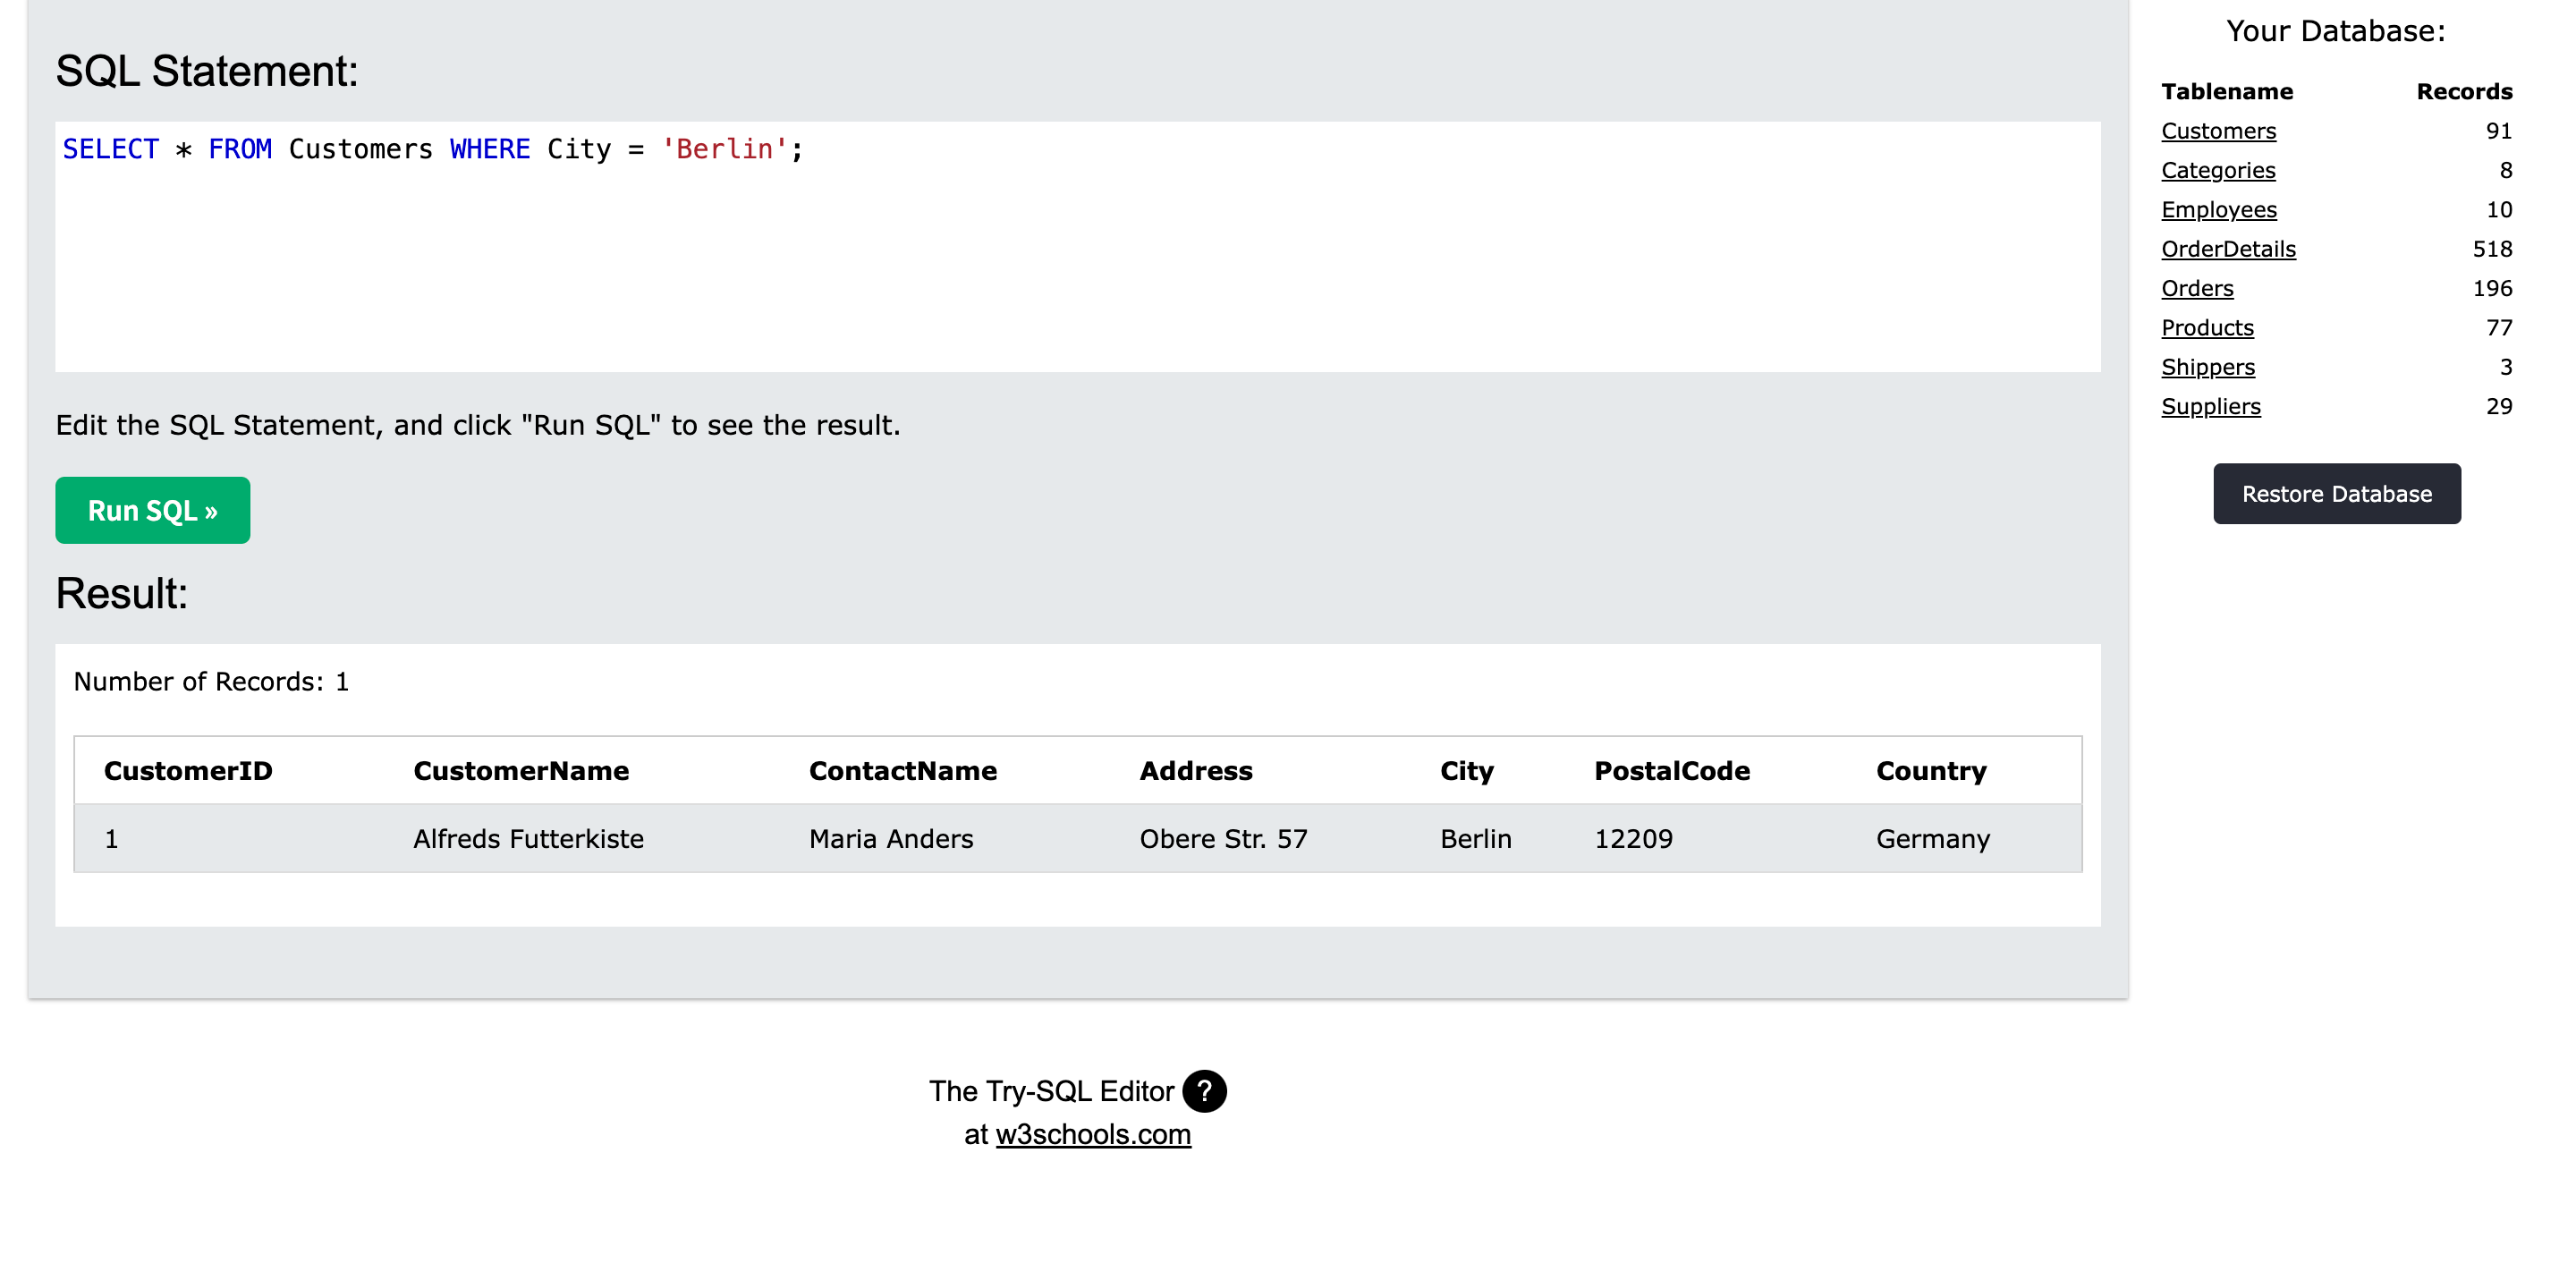 SQL Statement:
SELECT * FROM Customers WHERE City = 'Berlin';
Edit the SQL Statement, and click "Run SQL" to see the result.
Run SQL »
Result:
Number of Records: 1
CustomerID CustomerName ContactName Address City PostalCode Country
1 Alfreds Futterkiste Maria Anders Obere Str. 57 Berlin 12209 Germany
The Try-SQL Editor ?
at w3schools.com
Your Database:
Tablename Records
Customers 91
Categories 8
Employees 10
OrderDetails 518
Orders 196
Products 77
Shippers 3
Suppliers 29
Restore Database